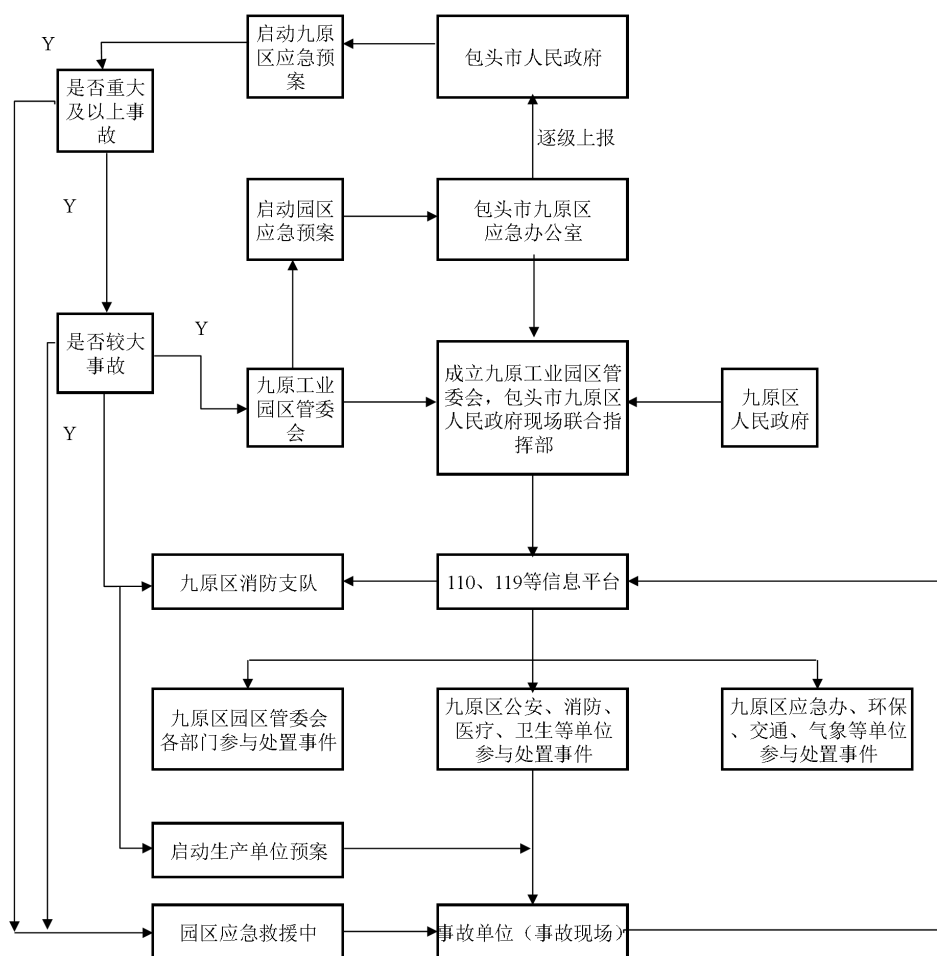 Y
启动九原
区应急预
案
包头市人民政府
是否重大
及以上事
故
逐级上报
Y
启动园区
应急预案
包头市九原区
应急办公室
Y
是否较大
事故
九原工业
园区管委
会
成立九原工业园区管
委会，包头市九原区
人民政府现场联合指
挥部
九原区
人民政府
Y
九原区消防支队
110、119等信息平台
九原区园区管委会
各部门参与处置事件
九原区公安、消防、
医疗、卫生等单位
参与处置事件
九原区应急办、环保
、交通、气象等单位
参与处置事件
启动生产单位预案
园区应急救援中
事故单位（事故现场）